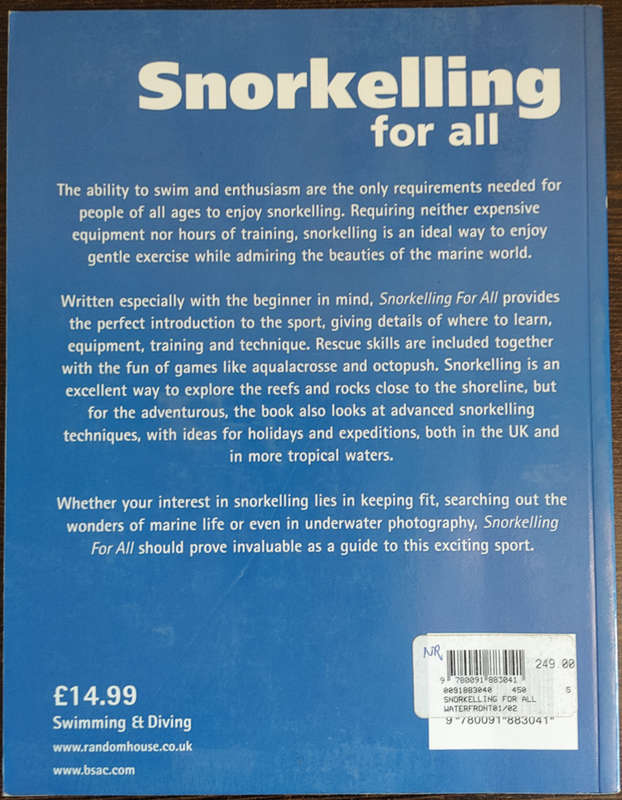 Snorkelling
for all
The ability to swim and enthusiasm are the only requirements needed for
people of all ages to enjoy snorkelling. Requiring neither expensive
equipment nor hours of training, snorkelling is an ideal way to enjoy
gentle exercise while admiring the beauties of the marine world.
Written especially with the beginner in mind, Snorkelling For All provides
the perfect introduction to the sport, giving details of where to learn,
equipment, training and technique. Rescue skills are included together
with the fun of games like aqualacrosse and octopush. Snorkelling is an
excellent way to explore the reefs and rocks close to the shoreline, but
for the adventurous, the book also looks at advanced snorkelling
techniques, with ideas for holidays and expeditions, both in the UK and
in more tropical waters.
Whether your interest in snorkelling lies in keeping fit, searching out the
wonders of marine life or even in underwater photography, Snorkelling
For All should prove invaluable as a guide to this exciting sport.
NR
249.00
9 780091 883041
0091883040 450 5
SNORKELLING FOR ALL
WATERFRONT01/02
9 780091 883041
£14.99
Swimming & Diving
www.randomhouse.co.uk
www.bsac.com